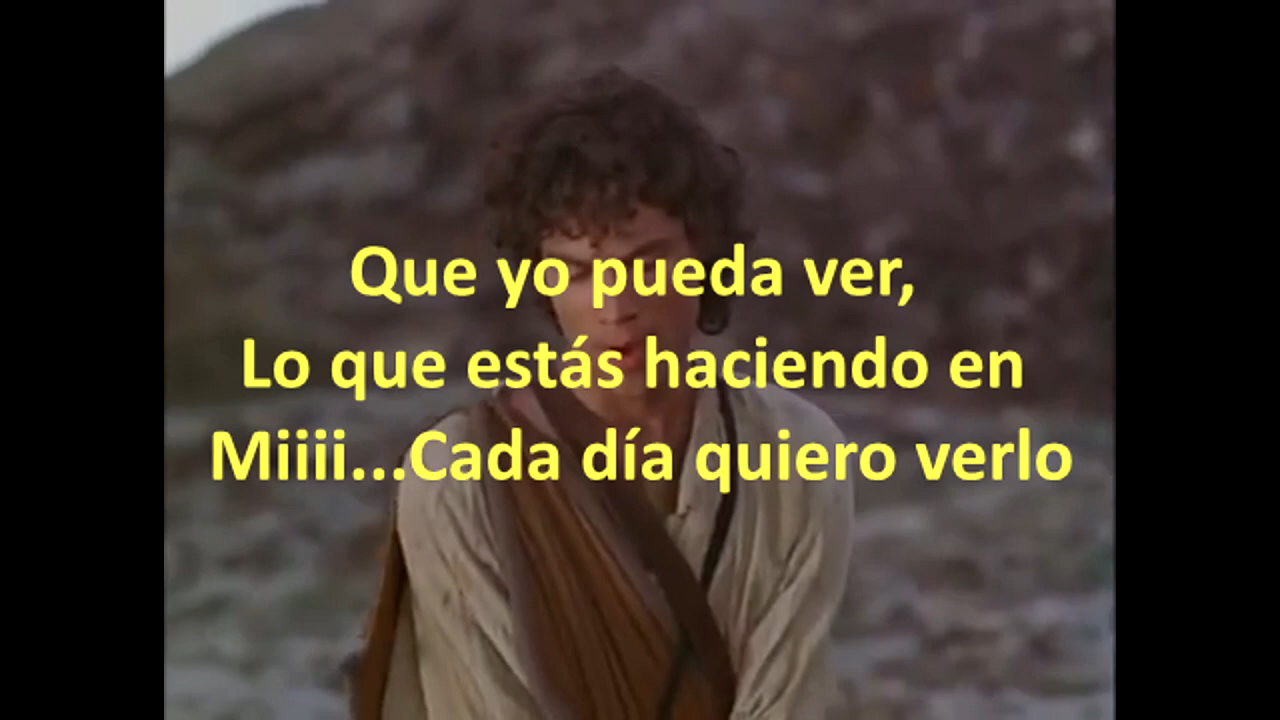 Que yo pueda ver,
Lo que estás haciendo en
Miiii...Cada día quiero verlo